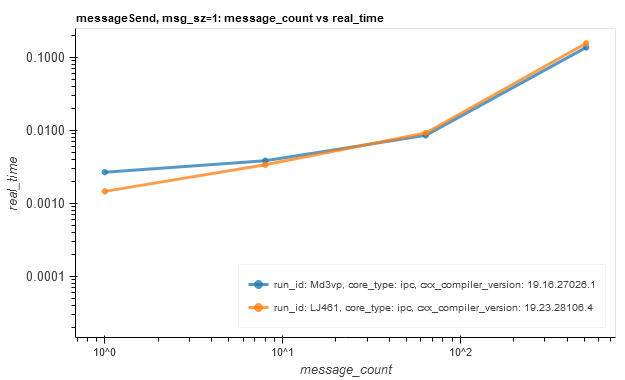 messageSend, msg_sz=1: message_count vs real_time
real_time
0.1000
0.0100
0.0010
0.0001
run_id: Md3vp, core_type: ipc, cxx_compiler_version: 19.16.27026.1
run_id: LJ461, core_type: ipc, cxx_compiler_version: 19.23.28106.4
10^0
10^1
10^2
message_count